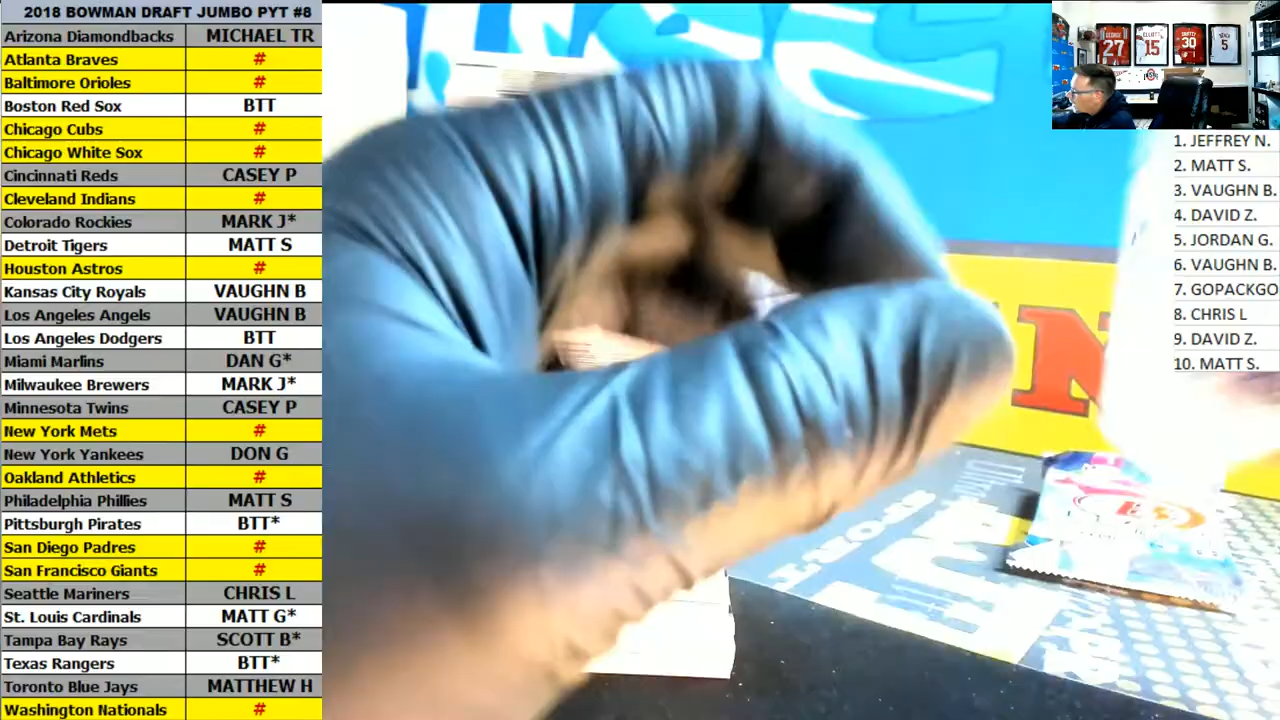 2018 BOWMAN DRAFT JUMBO PYT #8
Arizona Diamondbacks MICHAEL TR
Atlanta Braves #
Baltimore Orioles #
Boston Red Sox BTT
Chicago Cubs #
Chicago White Sox #
Cincinnati Reds CASEY P
Cleveland Indians #
Colorado Rockies MARK J*
Detroit Tigers MATT S
Houston Astros #
Kansas City Royals VAUGHN B
Los Angeles Angels VAUGHN B
Los Angeles Dodgers BTT
Miami Marlins DAN G*
Milwaukee Brewers MARK J*
Minnesota Twins CASEY P
New York Mets #
New York Yankees DON G
Oakland Athletics #
Philadelphia Phillies MATT S
Pittsburgh Pirates BTT*
San Diego Padres #
San Francisco Giants #
Seattle Mariners CHRIS L
St. Louis Cardinals MATT G*
Tampa Bay Rays SCOTT B*
Texas Rangers BTT*
Toronto Blue Jays MATTHEW H
Washington Nationals #
27
15
30
5
1. JEFFREY N.
2. MATT S.
3. VAUGHN B.
4. DAVID Z.
5. JORDAN G.
6. VAUGHN B.
7. GOPACKGO
8. CHRIS L
9. DAVID Z.
10. MATT S.